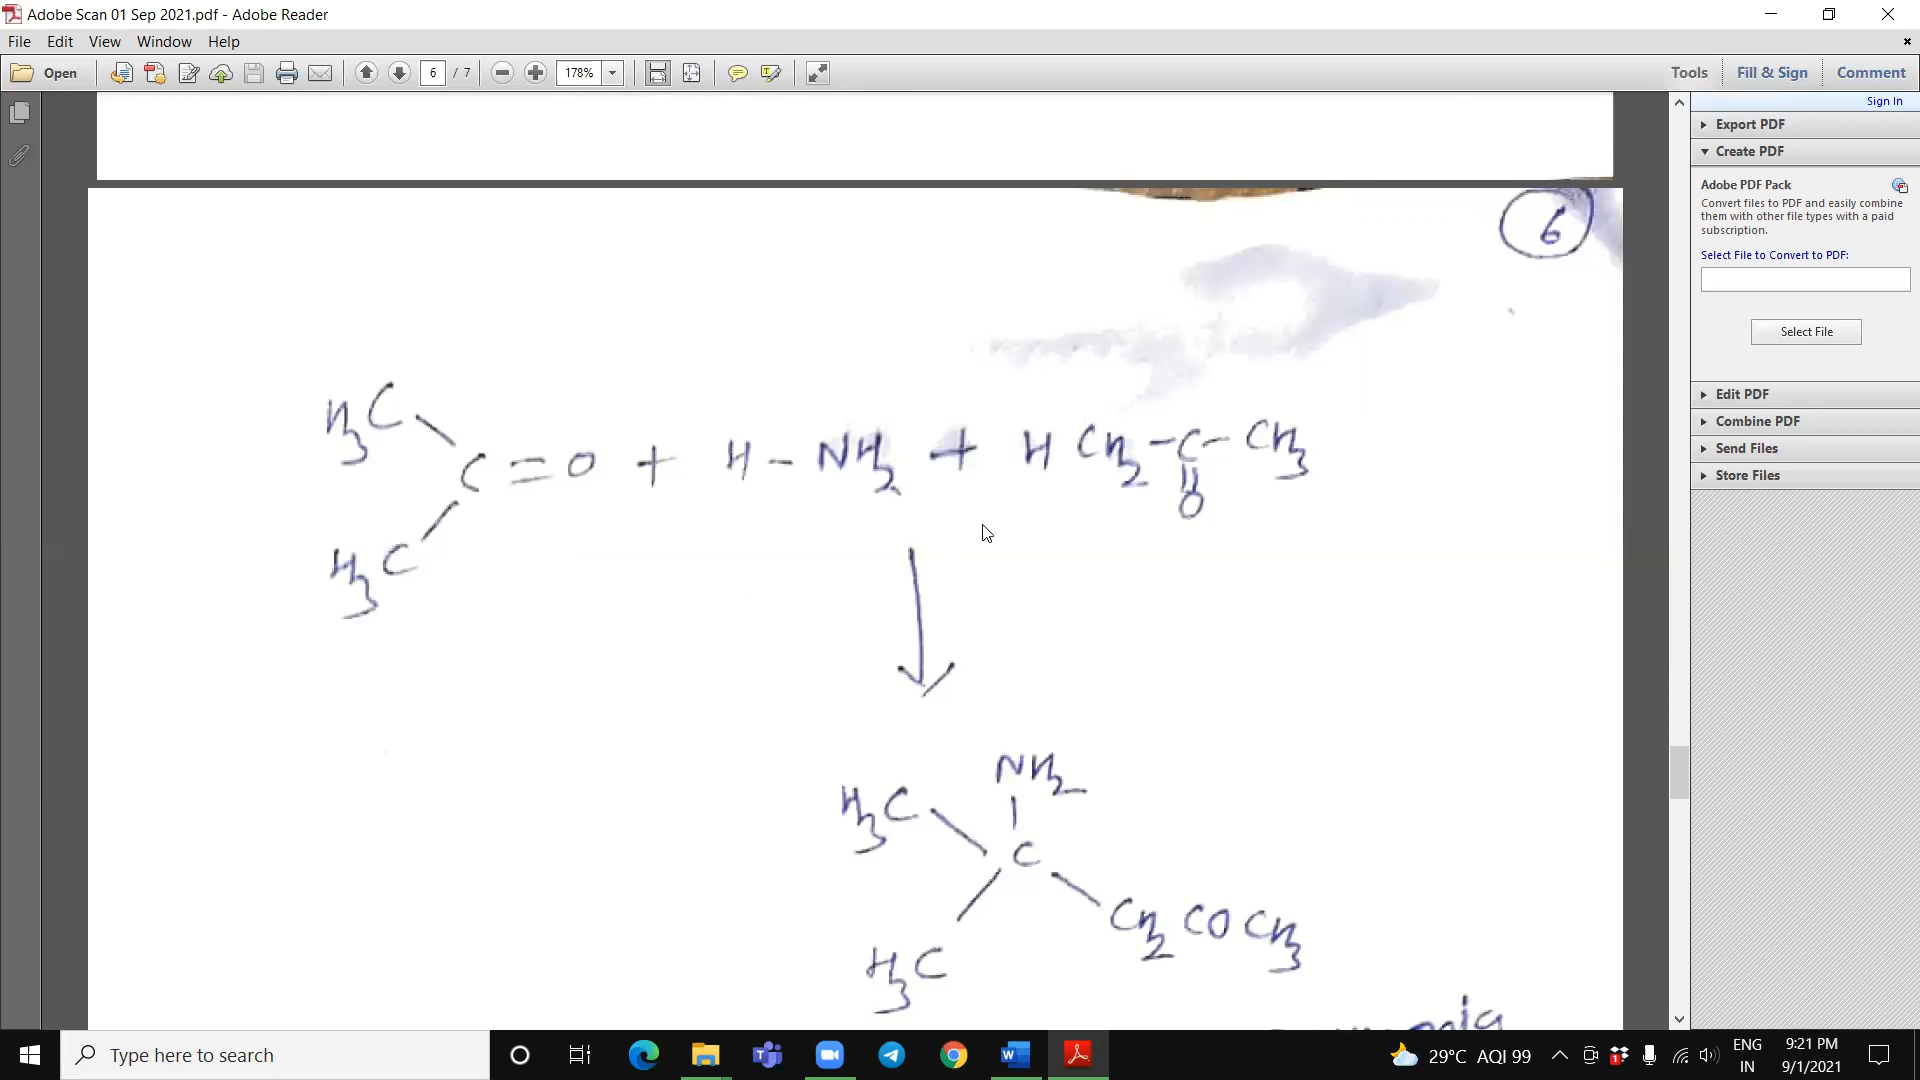 Adobe Scan 01 Sep 2021.pdf - Adobe Reader
File Edit View Window Help
Open 6 / 7 178% Tools Fill & Sign Comment
Sign In
Export PDF
Create PDF
Adobe PDF Pack
Convert files to PDF and easily combine
them with other file types with a paid
subscription.
Select File to Convert to PDF:
Select File
Edit PDF
Combine PDF
Send Files
Store Files
6
H3C
C = O + H - NH2 + H CH2 - C - CH3
O
H3C
NH2
H3C
C
CH2 CO CH3
H3C
Type here to search
29°C AQI 99
ENG
IN
9:21 PM
9/1/2021